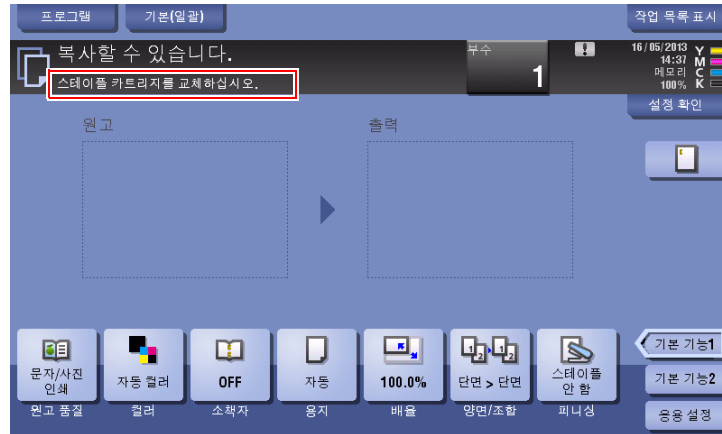 프로그램
기본(일괄)
작업 목록 표시
복사할 수 있습니다.
스테이플 카트리지를 교체하십시오.
부수
1
16/05/2013
14:37
메모리
100%
Y
M
C
K
설정 확인
원고
출력
문자/사진
인쇄
자동 컬러
OFF
자동
100.0%
단면 > 단면
스테이플
안 함
원고 품질
컬러
소책자
용지
배율
양면/조합
피니싱
기본 기능1
기본 기능2
응용 설정